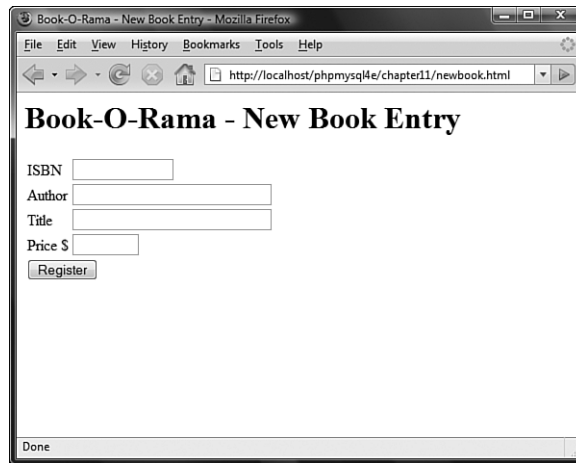 Book-O-Rama - New Book Entry - Mozilla Firefox
File Edit View History Bookmarks Tools Help
http://localhost/phpmysql4e/chapter11/newbook.html
Book-O-Rama - New Book Entry
ISBN
Author
Title
Price $
Register
Done